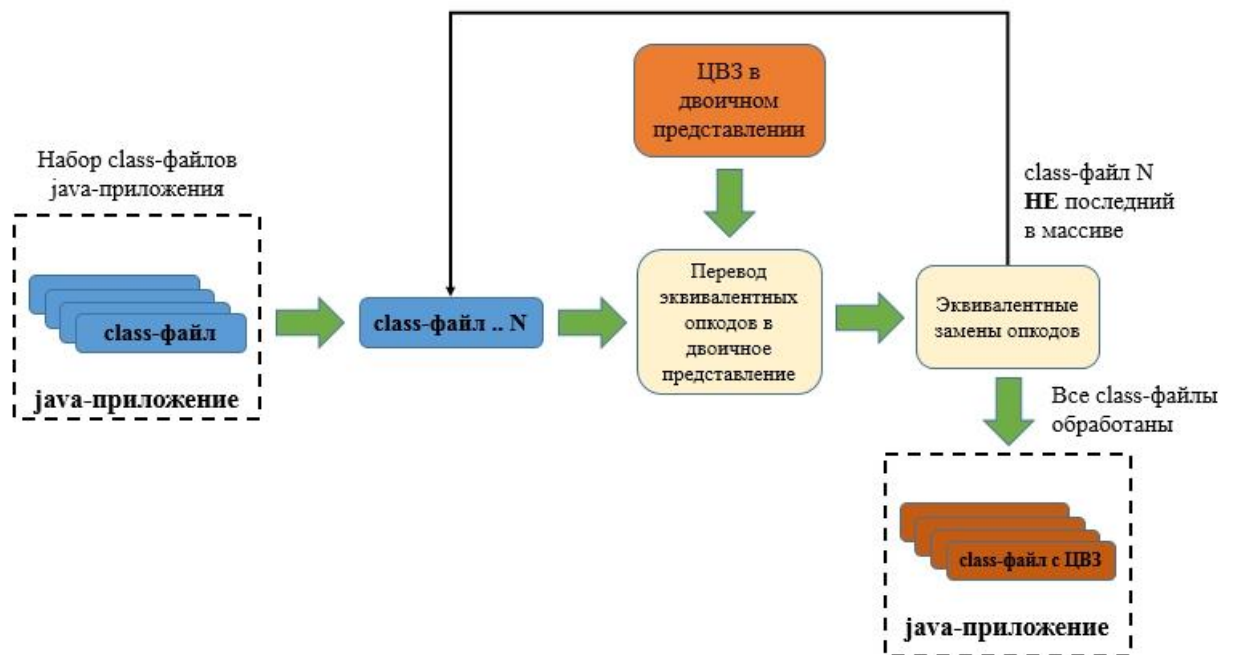 ЦВЗ в
двоичном
представлении
Набор class-файлов
java-приложения
class-файл
java-приложение
class-файл .. N
Перевод
эквивалентных
опкодов в
двоичное
представление
class-файл N
НЕ последний
в массиве
Эквивалентные
замены опкодов
Все class-файлы
обработаны
class-файл с ЦВЗ
java-приложение